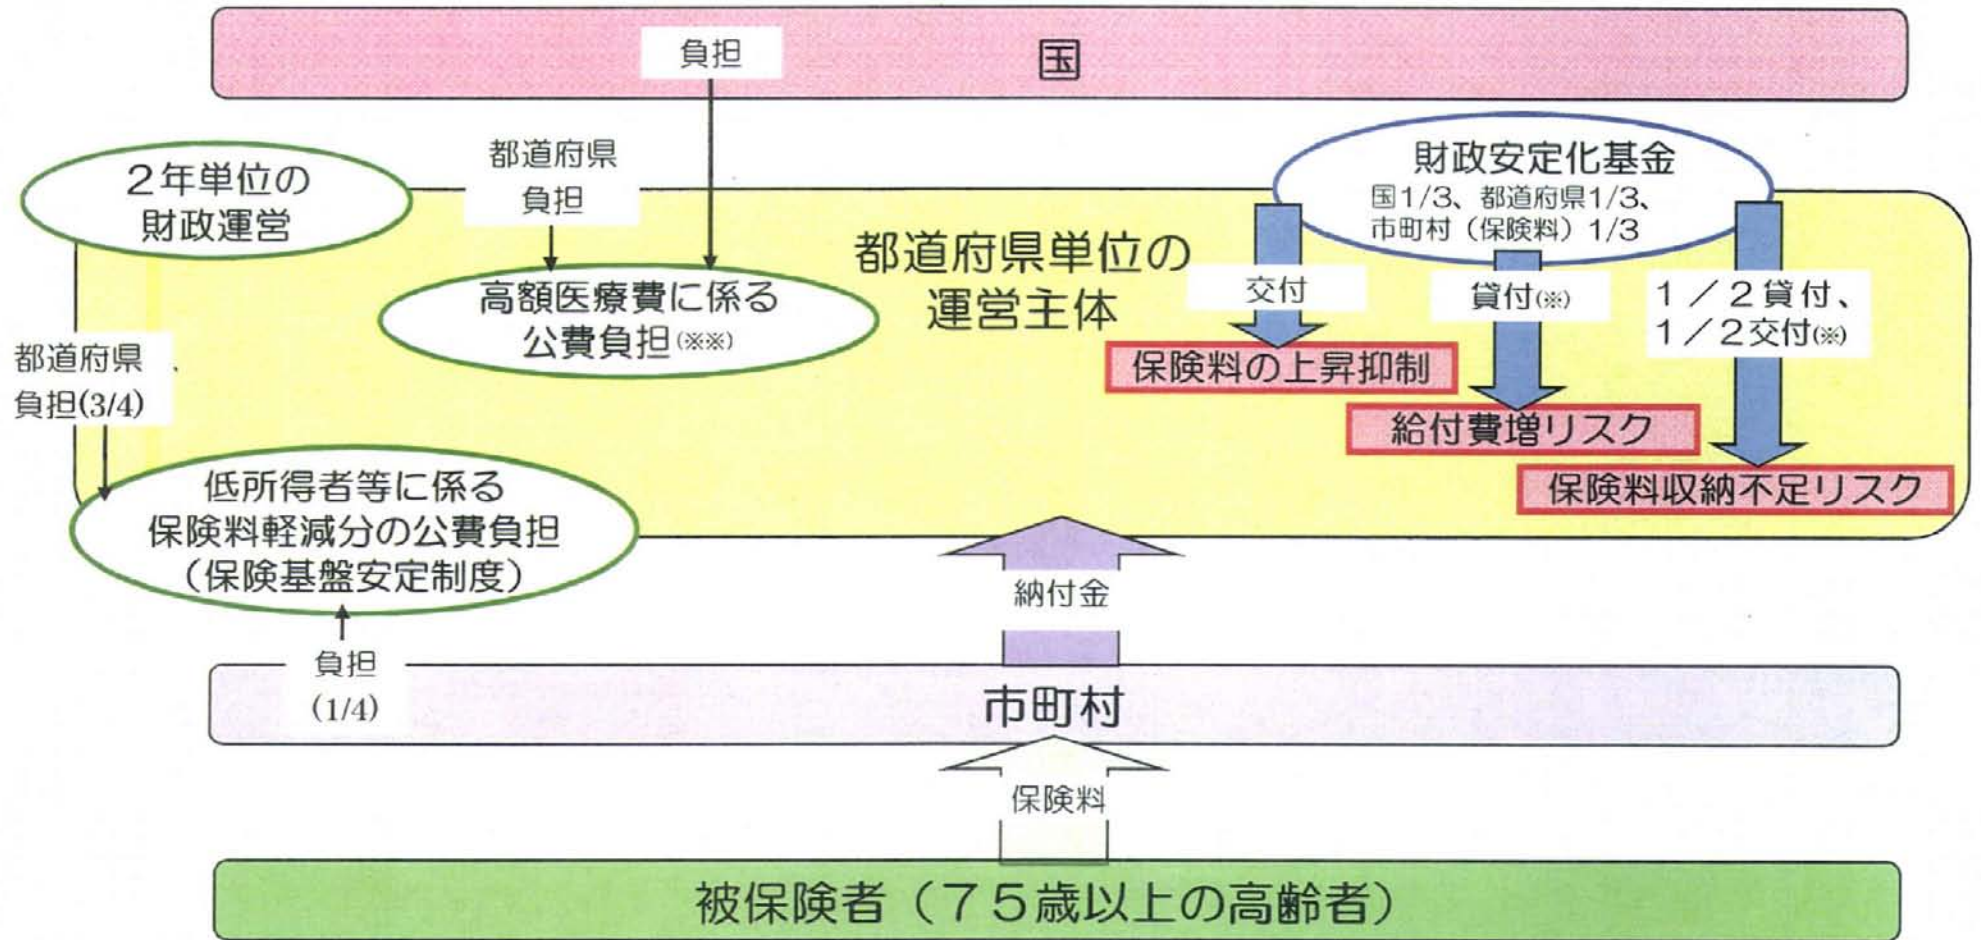 国
負担
都道府県
負担
2年単位の
財政運営
財政安定化基金
国1/3、都道府県1/3、
市町村（保険料）1/3
都道府県単位の
運営主体
高額医療費に係る
公費負担(※※)
交付
貸付(※)
1／2貸付、
1／2交付(※)
保険料の上昇抑制
給付費増リスク
保険料収納不足リスク
都道府県
負担(3/4)
低所得者等に係る
保険料軽減分の公費負担
（保険基盤安定制度）
納付金
負担
(1/4)
市町村
保険料
被保険者（75歳以上の高齢者）